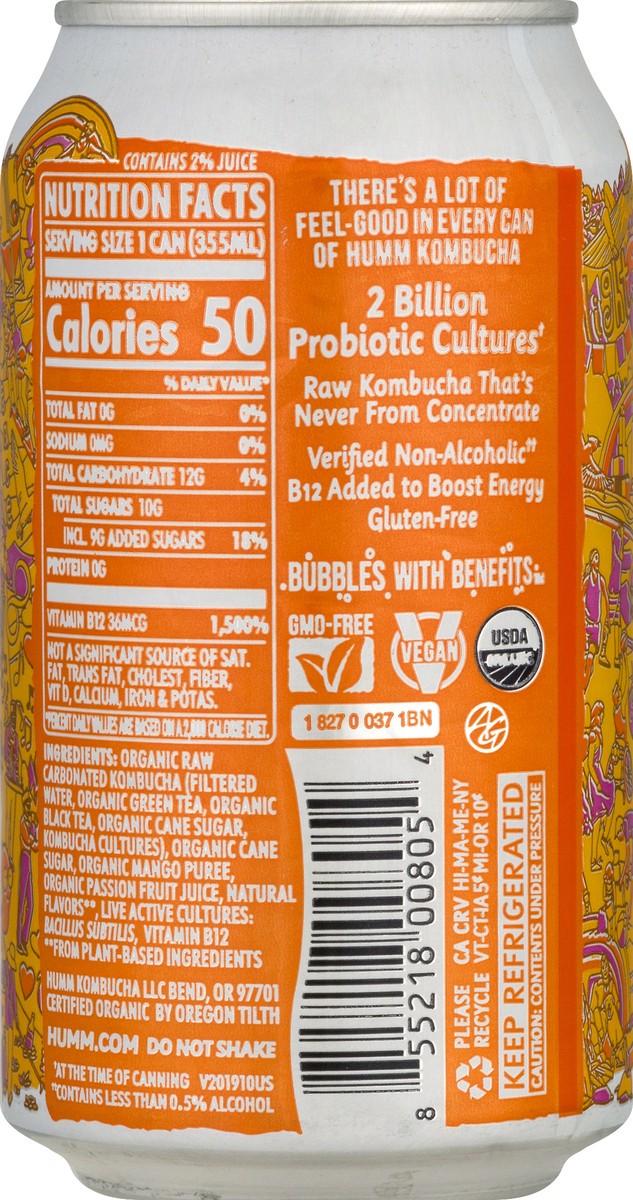 CONTAINS 2% JUICE
NUTRITION FACTS
SERVING SIZE 1 CAN (355ML)
AMOUNT PER SERVING
Calories 50
% DAILY VALUE*
TOTAL FAT 0G 0%
SODIUM 0MG 0%
TOTAL CARBOHYDRATE 12G 4%
TOTAL SUGARS 10G
INCL. 9G ADDED SUGARS 18%
PROTEIN 0G
VITAMIN B12 36MCG 1,500%
NOT A SIGNIFICANT SOURCE OF SAT.
FAT, TRANS FAT, CHOLEST, FIBER,
VIT D, CALCIUM, IRON & POTAS.
*PERCENT DAILY VALUES ARE BASED ON A 2,000 CALORIE DIET.
INGREDIENTS: ORGANIC RAW
CARBONATED KOMBUCHA (FILTERED
WATER, ORGANIC GREEN TEA, ORGANIC
BLACK TEA, ORGANIC CANE SUGAR,
KOMBUCHA CULTURES), ORGANIC CANE
SUGAR, ORGANIC MANGO PUREE,
ORGANIC PASSION FRUIT JUICE, NATURAL
FLAVORS**, LIVE ACTIVE CULTURES:
BACILLUS SUBTILIS, VITAMIN B12
**FROM PLANT-BASED INGREDIENTS
HUMM KOMBUCHA LLC BEND, OR 97701
CERTIFIED ORGANIC BY OREGON TILTH
HUMM.COM DO NOT SHAKE
†AT THE TIME OF CANNING V201910US
††CONTAINS LESS THAN 0.5% ALCOHOL
THERE'S A LOT OF
FEEL-GOOD IN EVERY CAN
OF HUMM KOMBUCHA
2 Billion
Probiotic Cultures†
Raw Kombucha That's
Never From Concentrate
Verified Non-Alcoholic††
B12 Added to Boost Energy
Gluten-Free
BUBBLES WITH BENEFITS
GMO-FREE
VEGAN
USDA
ORGANIC
1 827 0 037 1BN
8 55218 00805 4
PLEASE CA CRV HI-MA-ME-NY
RECYCLE VT-CT-IA 5¢ MI-OR 10¢
KEEP REFRIGERATED
CAUTION: CONTENTS UNDER PRESSURE